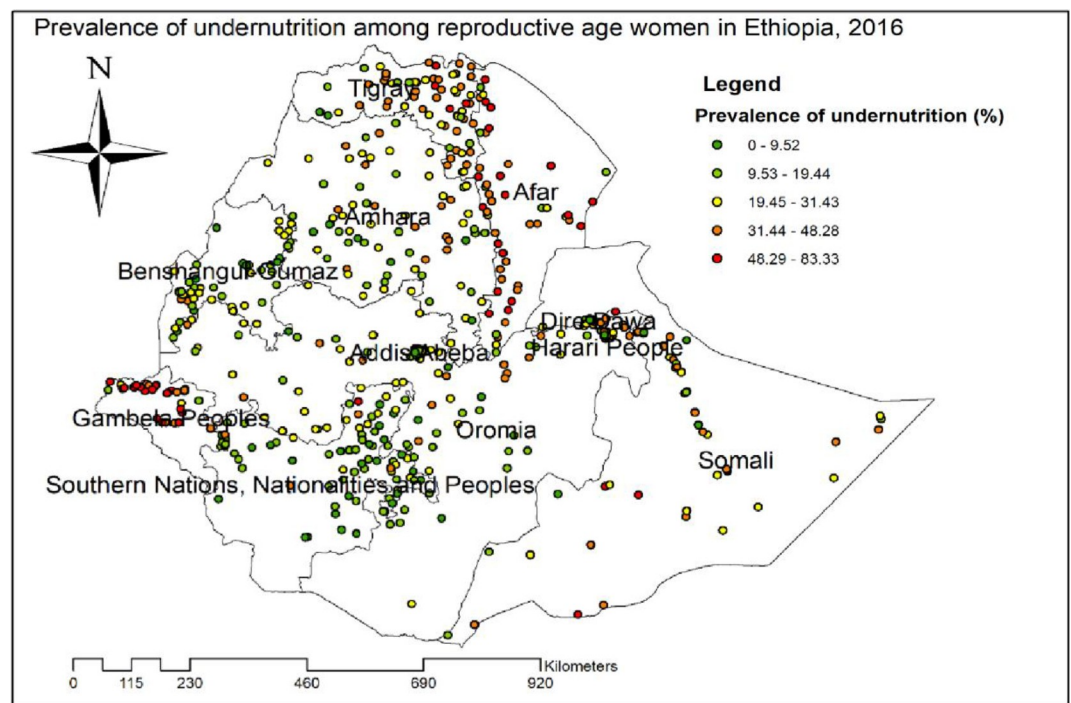 Prevalence of undernutrition among reproductive age women in Ethiopia, 2016
N
Legend
Prevalence of undernutrition (%)
0 - 9.52
9.53 - 19.44
19.45 - 31.43
31.44 - 48.28
48.29 - 83.33
Tigray
Afar
Amhara
Benshangul-Gumaz
Dire Dawa
Addis Abeba
Harari People
Gambela Peoples
Oromia
Somali
Southern Nations, Nationalities and Peoples
Kilometers
0 115 230 460 690 920